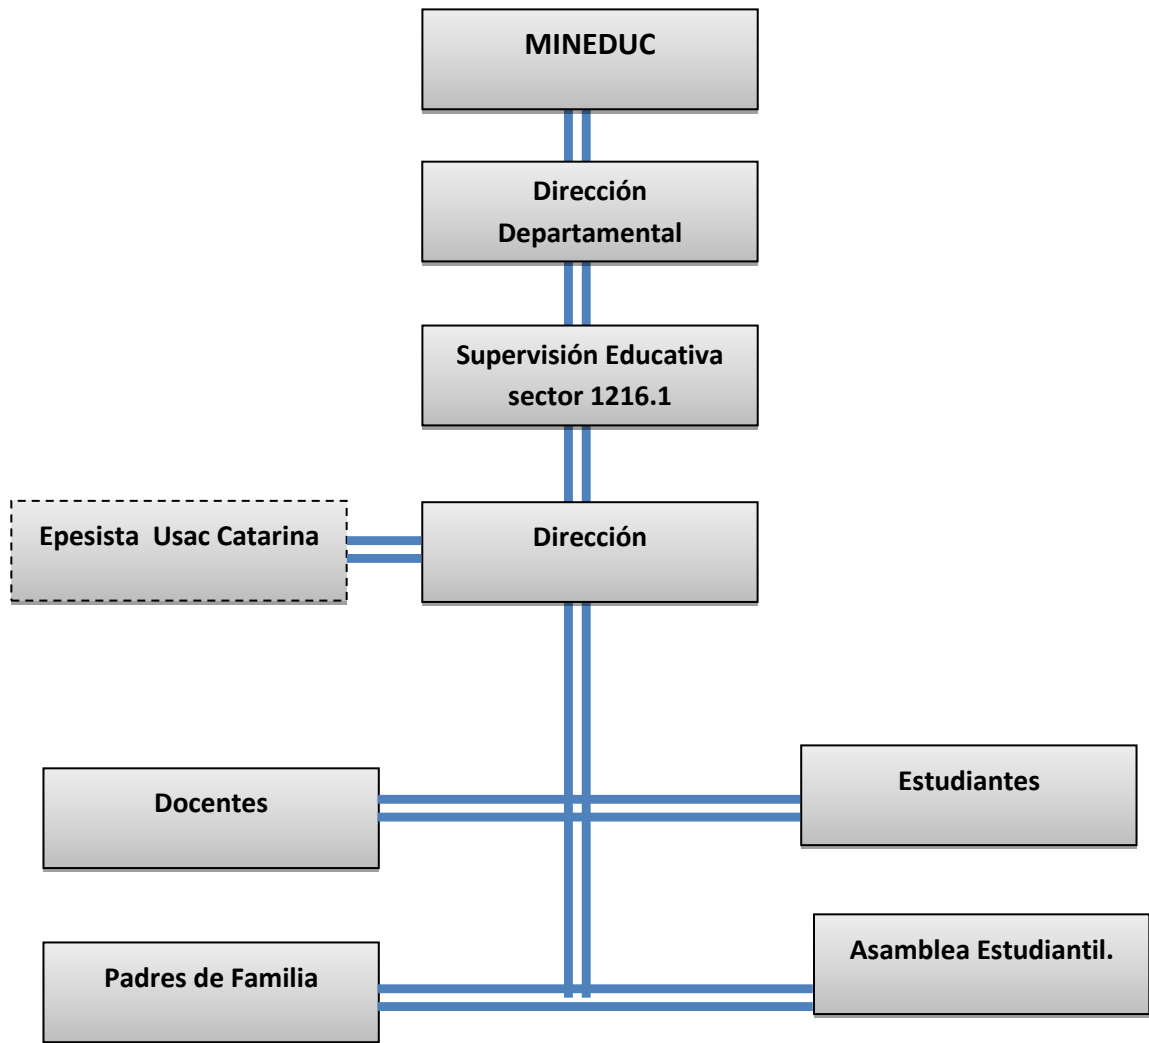 MINEDUC
Dirección
Departamental
Supervisión Educativa
sector 1216.1
Epesista  Usac Catarina
Dirección
Docentes
Estudiantes
Padres de Familia
Asamblea Estudiantil.